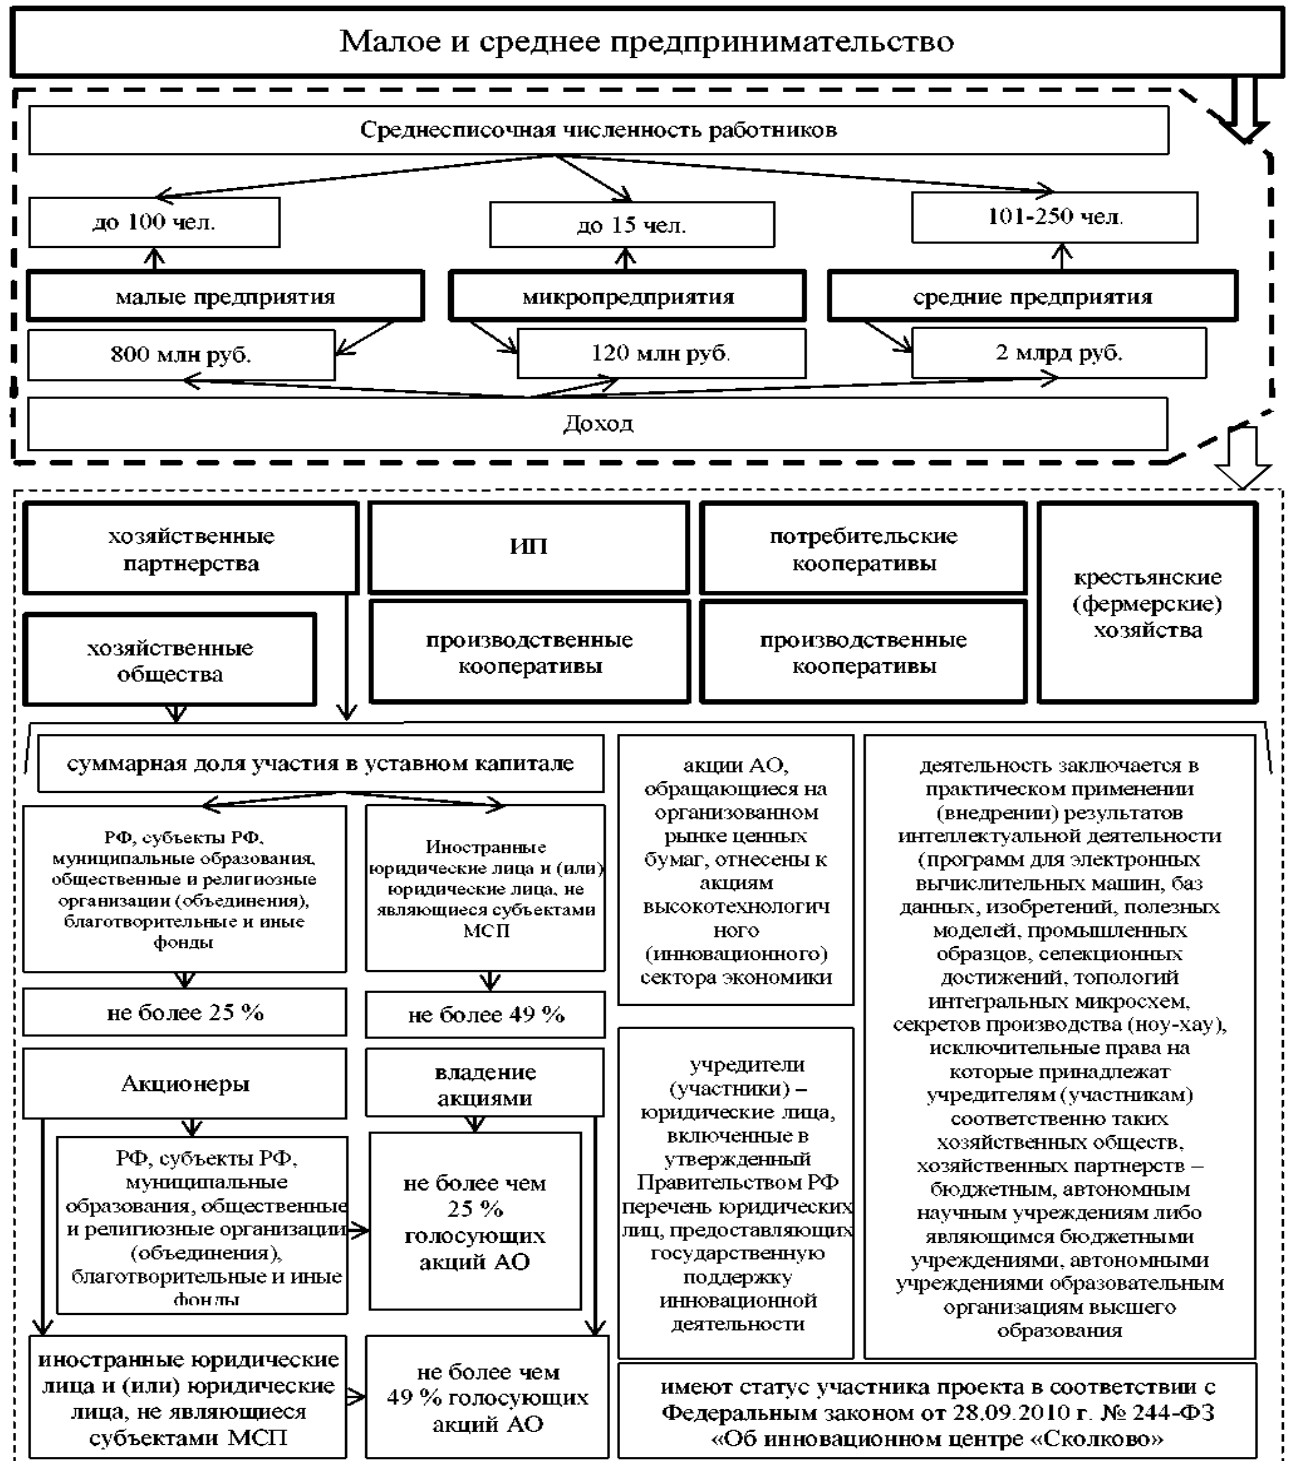 Малое и среднее предпринимательство
Среднесписочная численность работников
до 100 чел.
до 15 чел.
101-250 чел.
малые предприятия
микропредприятия
средние предприятия
800 млн руб.
120 млн руб.
2 млрд руб.
Доход
хозяйственные
партнерства
ИП
потребительские
кооперативы
крестьянские
(фермерские)
хозяйства
хозяйственные
общества
производственные
кооперативы
производственные
кооперативы
суммарная доля участия в уставном капитале
РФ, субъекты РФ,
муниципальные образования,
общественные и религиозные
организации (объединения),
благотворительные и иные
фонды
Иностранные
юридические лица и (или)
юридические лица, не
являющиеся субъектами
МСП
не более 25 %
не более 49 %
Акционеры
владение
акциями
РФ, субъекты РФ,
муниципальные
образования, общественные
и религиозные организации
(объединения),
благотворительные и иные
фонды
не более чем
25 %
голосующих
акций АО
иностранные юридические
лица и (или) юридические
лица, не являющиеся
субъектами МСП
не более чем
49 % голосующих
акций АО
акции АО,
обращающиеся на
организованном
рынке ценных
бумаг, отнесены к
акциям
высокотехнологич
ного
(инновационного)
сектора экономики
учредители
(участники) –
юридические лица,
включенные в
утвержденный
Правительством РФ
перечень юридических
лиц, предоставляющих
государственную
поддержку
инновационной
деятельности
деятельность заключается в
практическом применении
(внедрении) результатов
интеллектуальной деятельности
(программ для электронных
вычислительных машин, баз
данных, изобретений, полезных
моделей, промышленных
образцов, селекционных
достижений, топологий
интегральных микросхем,
секретов производства (ноу-хау),
исключительные права на
которые принадлежат
учредителям (участникам)
соответственно таких
хозяйственных обществ,
хозяйственных партнерств –
бюджетным, автономным
научным учреждениям либо
являющимся бюджетными
учреждениями, автономными
учреждениями образовательным
организациям высшего
образования
имеют статус участника проекта в соответствии с
Федеральным законом от 28.09.2010 г. № 244-ФЗ
«Об инновационном центре «Сколково»